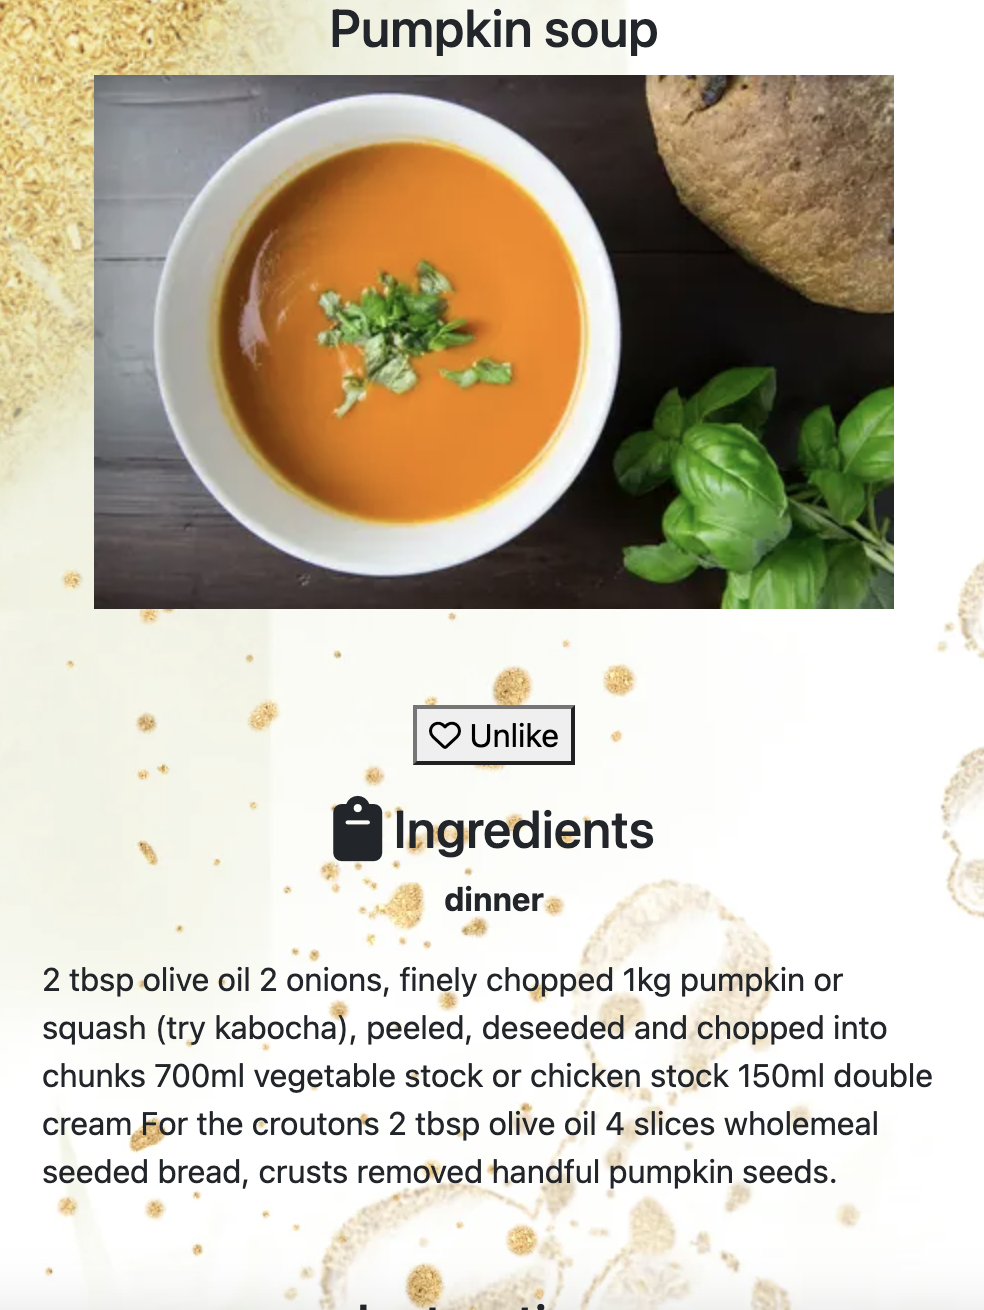 Pumpkin soup
Unlike
Ingredients
dinner
2 tbsp olive oil 2 onions, finely chopped 1kg pumpkin or
squash (try kabocha), peeled, deseeded and chopped into
chunks 700ml vegetable stock or chicken stock 150ml double
cream For the croutons 2 tbsp olive oil 4 slices wholemeal
seeded bread, crusts removed handful pumpkin seeds.